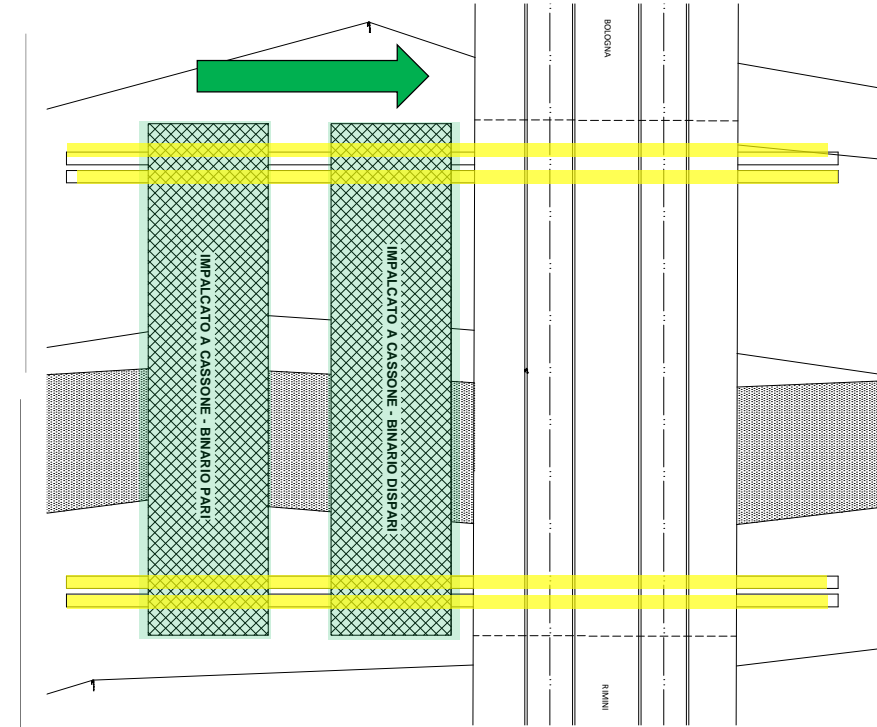 BOLOGNA
IMPALCATO A CASSONE - BINARIO PARI
IMPALCATO A CASSONE - BINARIO DISPARI
RIMINI